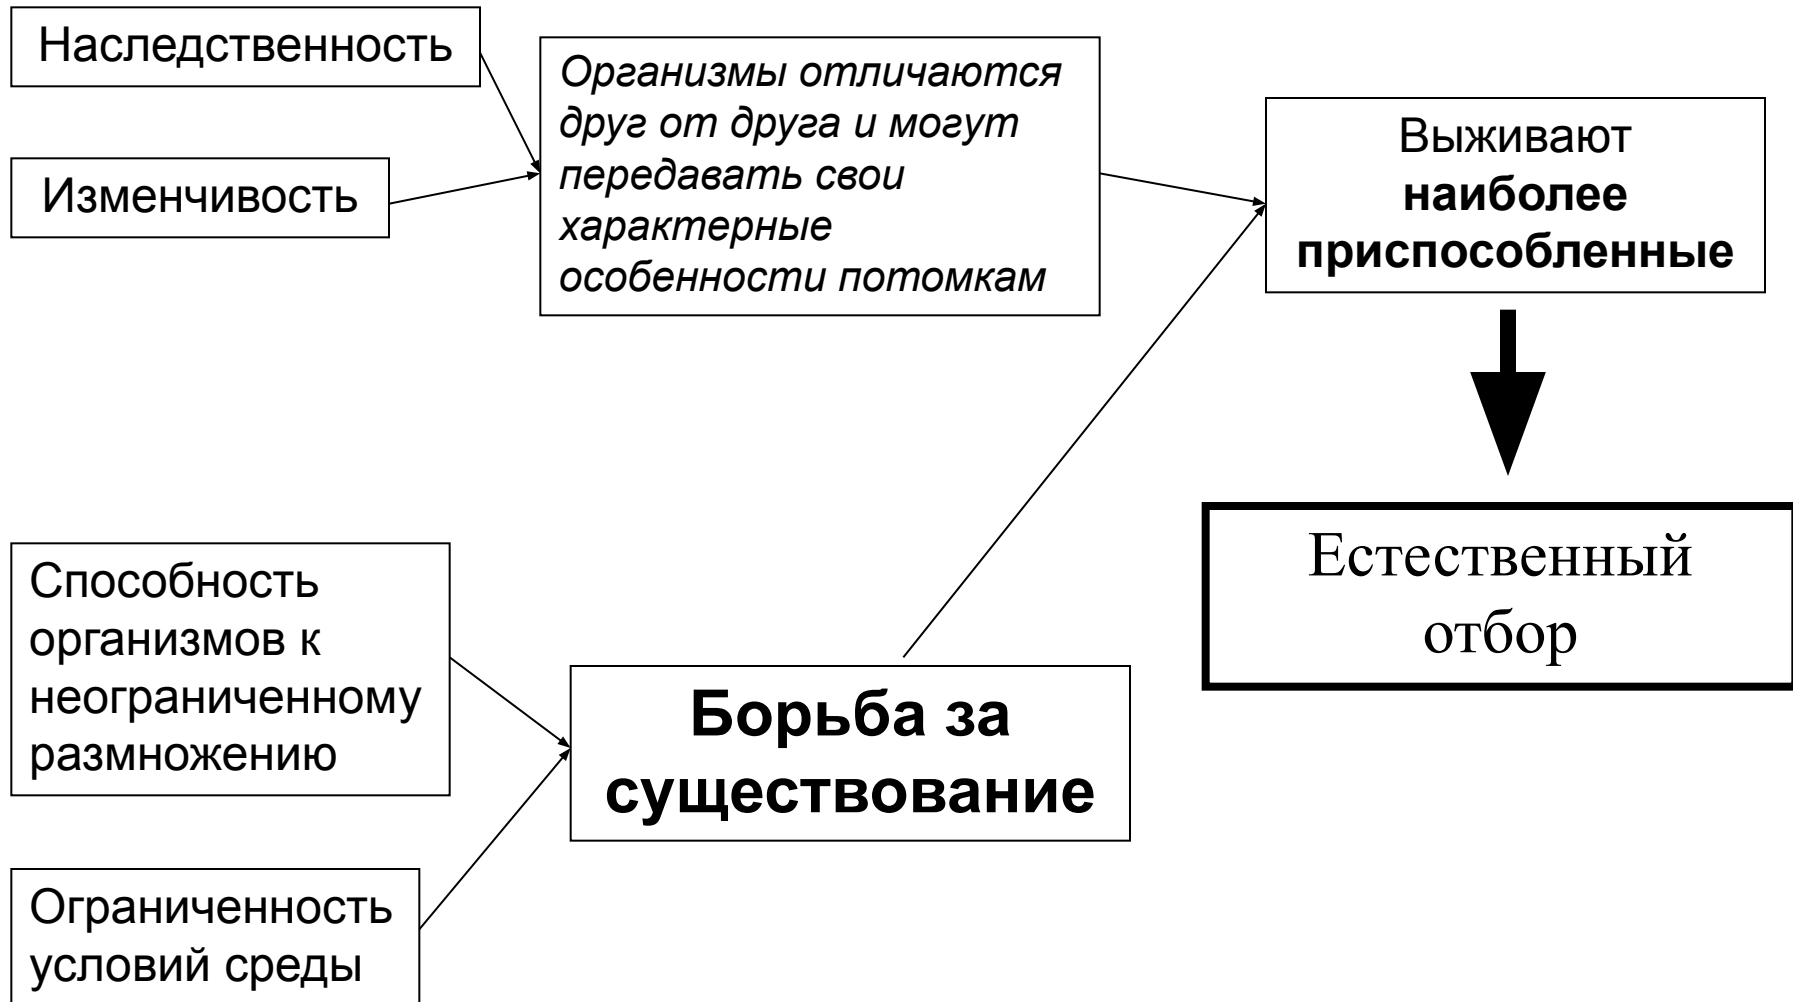 Наследственность
Изменчивость
Организмы отличаются
друг от друга и могут
передавать свои
характерные
особенности потомкам
Выживают
наиболее
приспособленные
Естественный
отбор
Способность
организмов к
неограниченному
размножению
Борьба за
существование
Ограниченность
условий среды